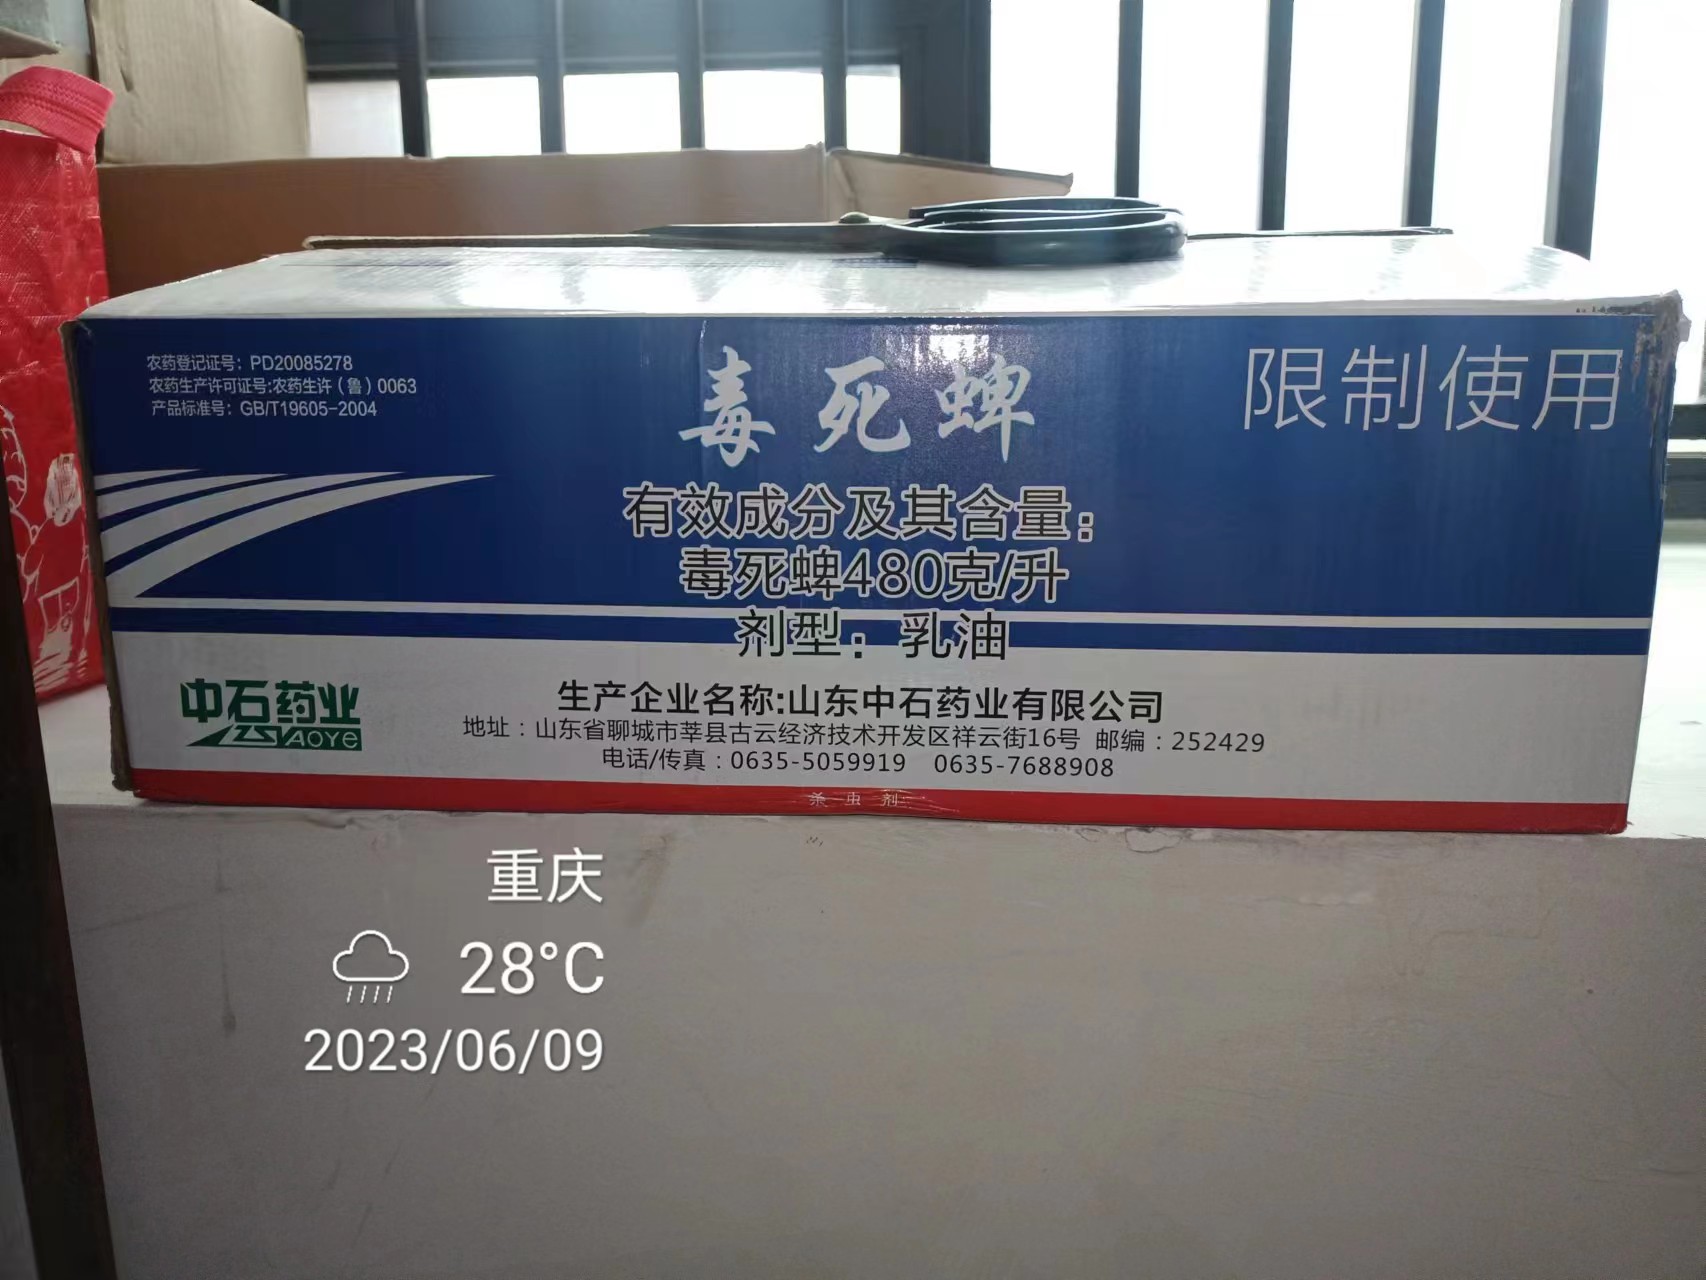 农药登记证号：PD20085278
农药生产许可证号:农药生许（鲁）0063
产品标准号：GB/T19605-2004
毒死蜱
限制使用
有效成分及其含量：
毒死蜱480克/升
剂型：乳油
中石药业
YAOYE
生产企业名称:山东中石药业有限公司
地址：山东省聊城市莘县古云经济技术开发区祥云街16号 邮编：252429
电话/传真：0635-5059919 0635-7688908
杀虫剂
重庆
28°C
2023/06/09